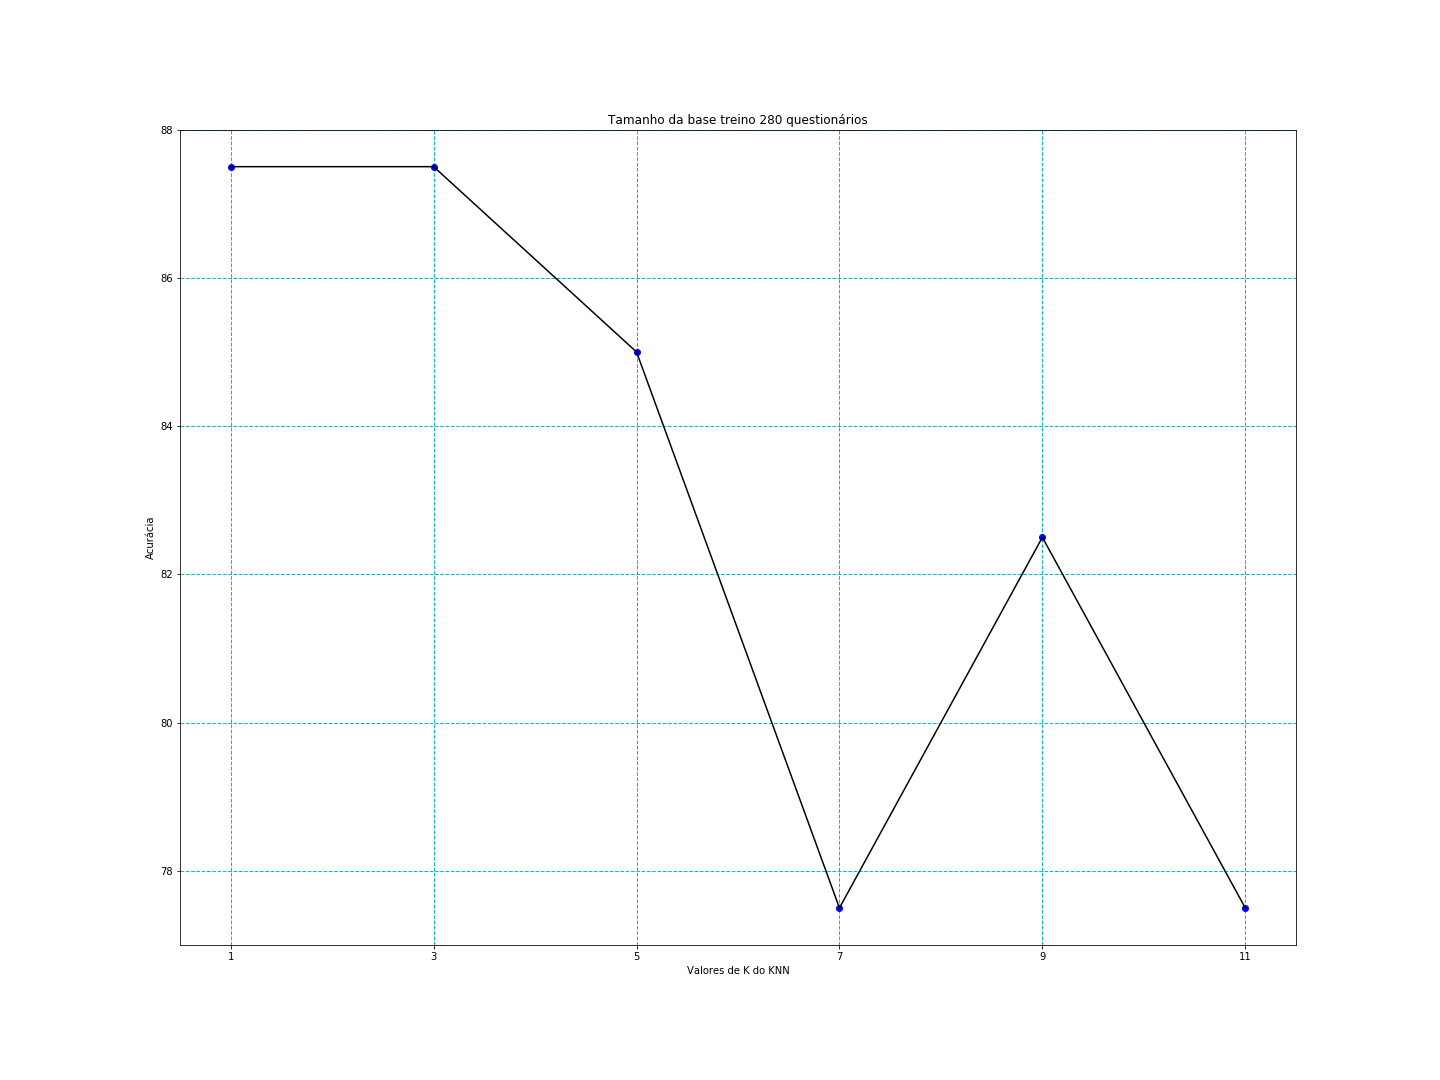 Tamanho da base treino 280 questionários
88
86
84
82
80
78
Acurácia
1 3 5 7 9 11
Valores de K do KNN